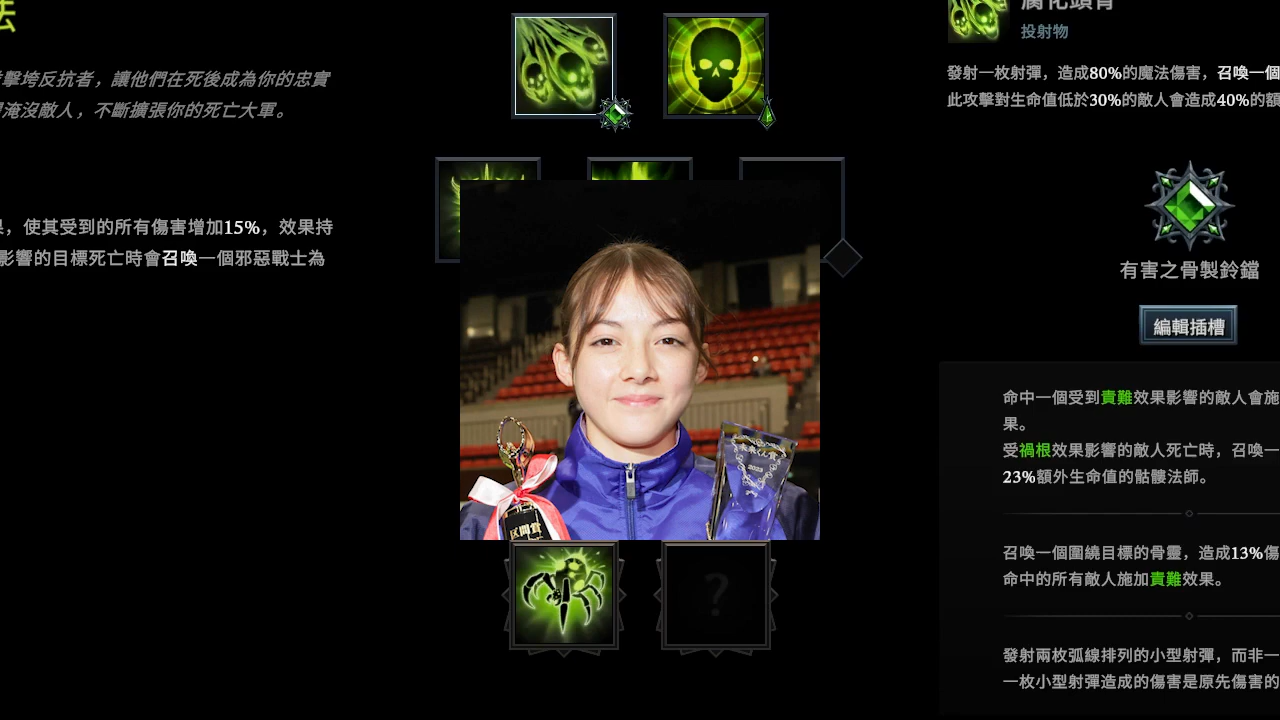 法
擊垮反抗者，讓他們在死後成為你的忠實
淹沒敵人，不斷擴張你的死亡大軍。
，使其受到的所有傷害增加15%，效果持
影響的目標死亡時會召喚一個邪惡戰士為
腐化頭骨
投射物
發射一枚射彈，造成80%的魔法傷害，召喚一個
此攻擊對生命值低於30%的敵人會造成40%的額
有害之骨製鈴鐺
編輯插槽
命中一個受到責難效果影響的敵人會施
果。
受禍根效果影響的敵人死亡時，召喚一
23%額外生命值的骷髏法師。
召喚一個圍繞目標的骨靈，造成13%傷
命中的所有敵人施加責難效果。
發射兩枚弧線排列的小型射彈，而非一
一枚小型射彈造成的傷害是原先傷害的
未来くん賞
2023
区間賞
?